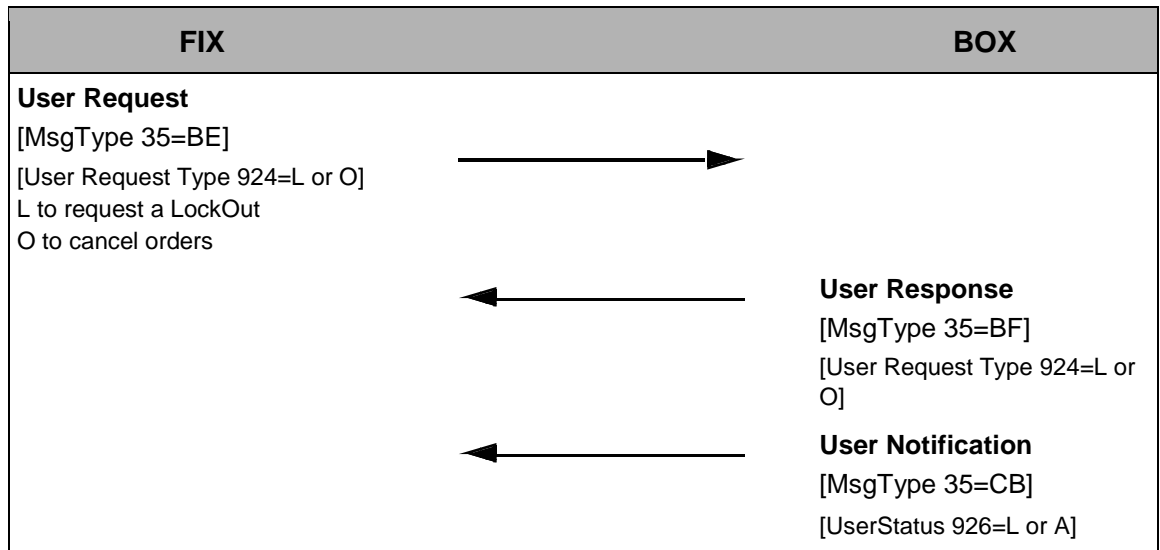 FIX
BOX
User Request
[MsgType 35=BE]
[User Request Type 924=L or O]
L to request a LockOut
O to cancel orders
User Response
[MsgType 35=BF]
[User Request Type 924=L or
O]
User Notification
[MsgType 35=CB]
[UserStatus 926=L or A]